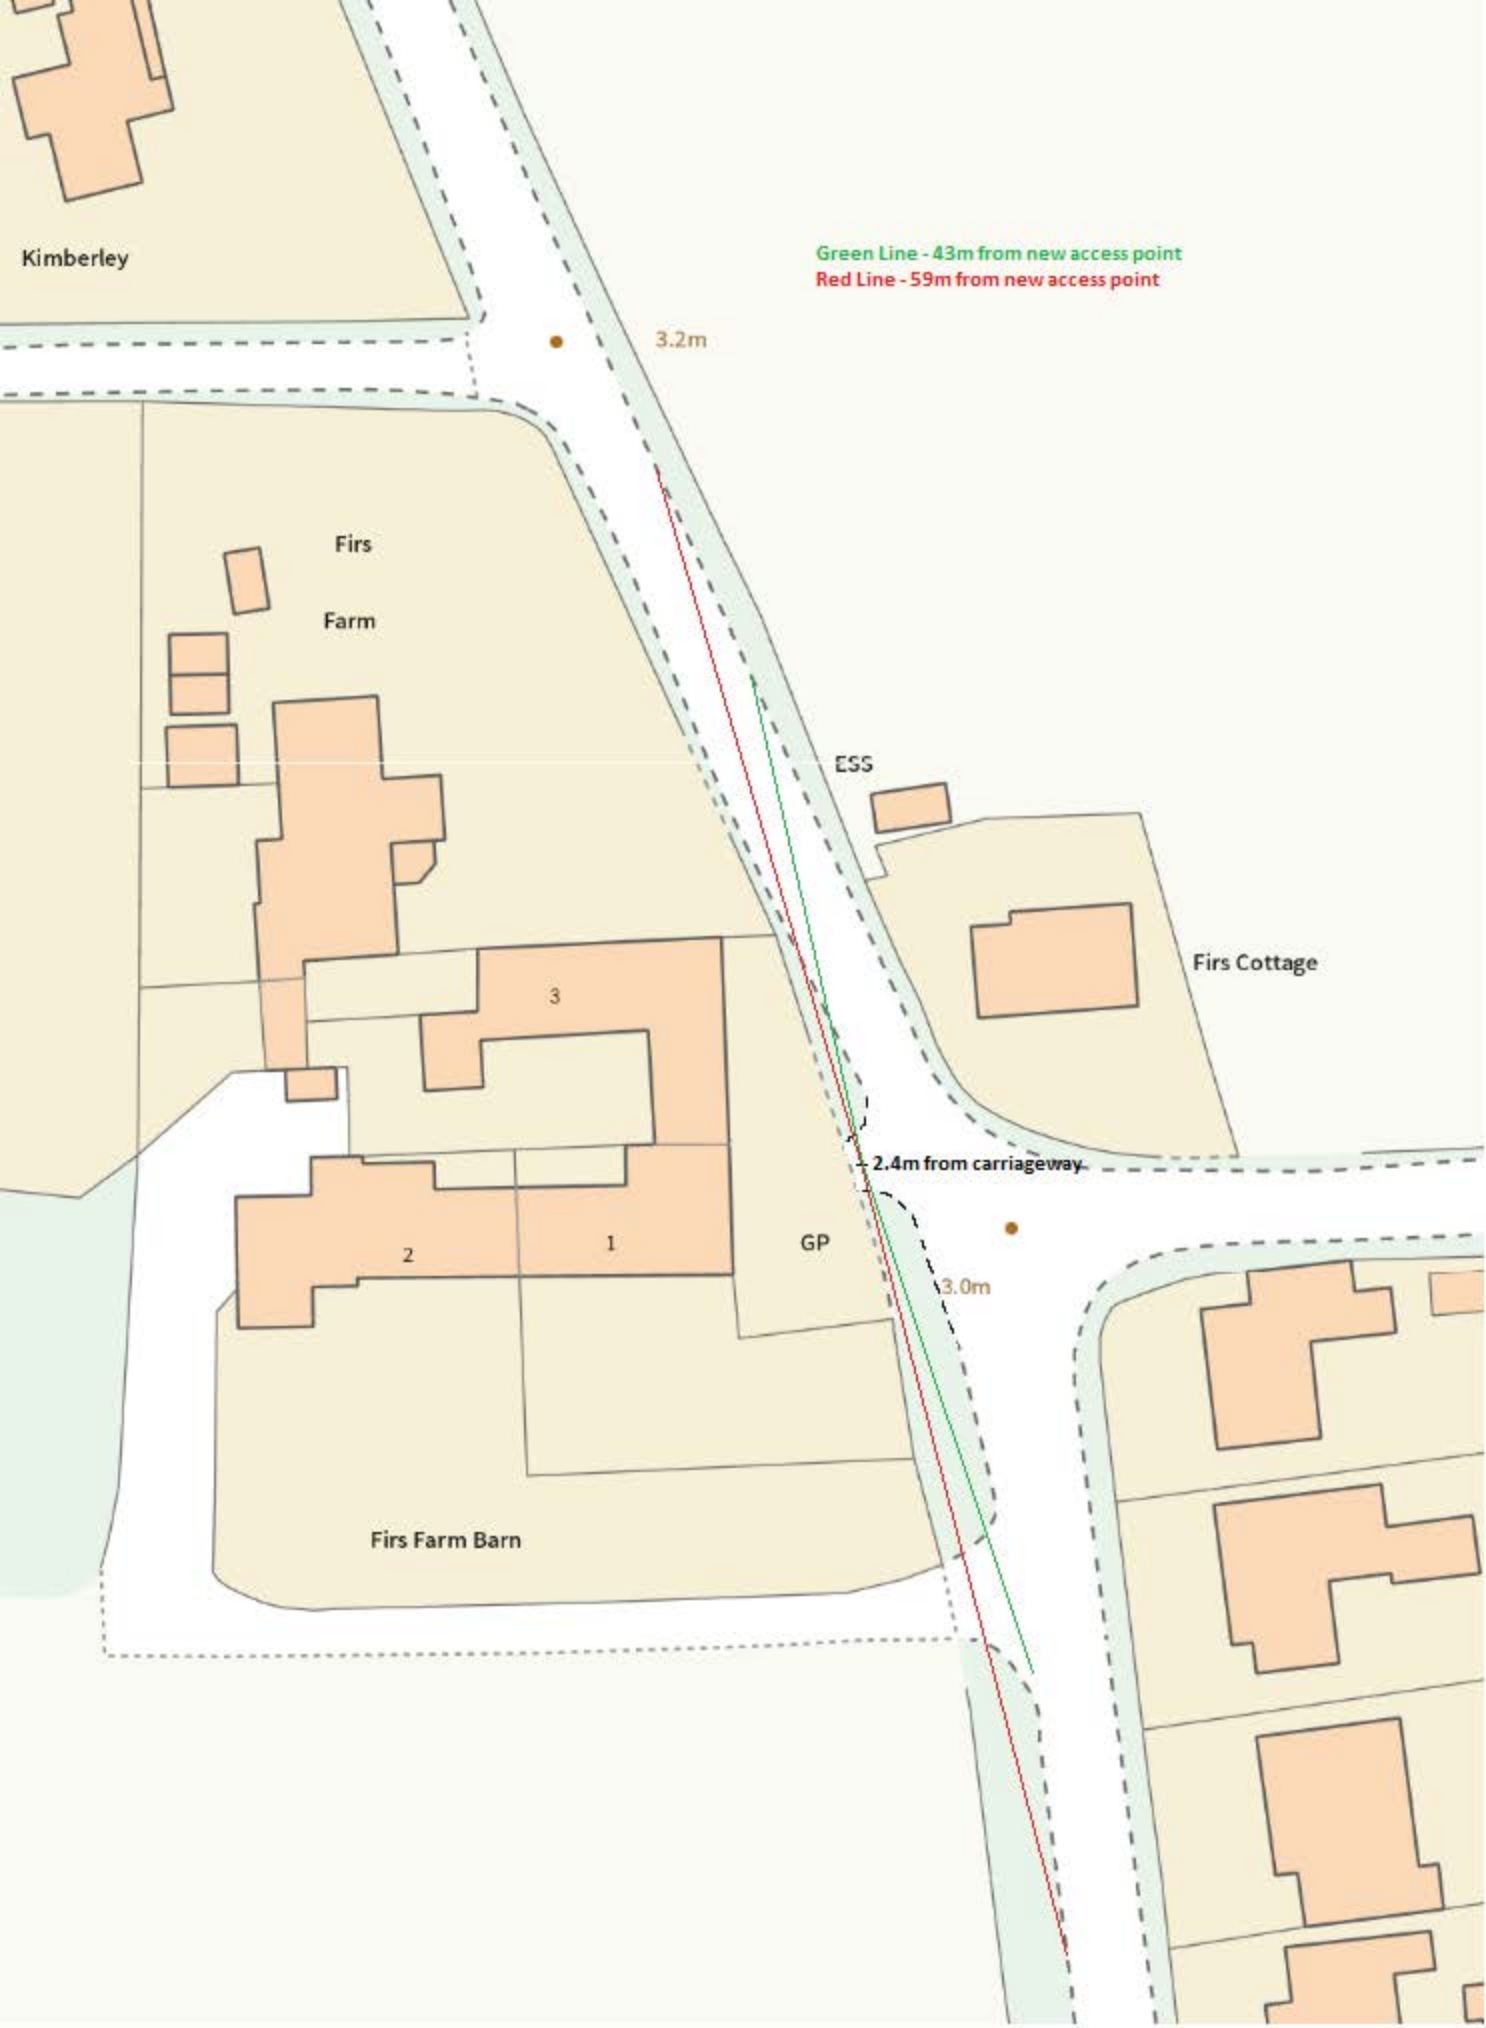 Kimberley
Green Line - 43m from new access point
Red Line - 59m from new access point
3.2m
Firs
Farm
ESS
Firs Cottage
3
2.4m from carriageway
GP
1
2
3.0m
Firs Farm Barn